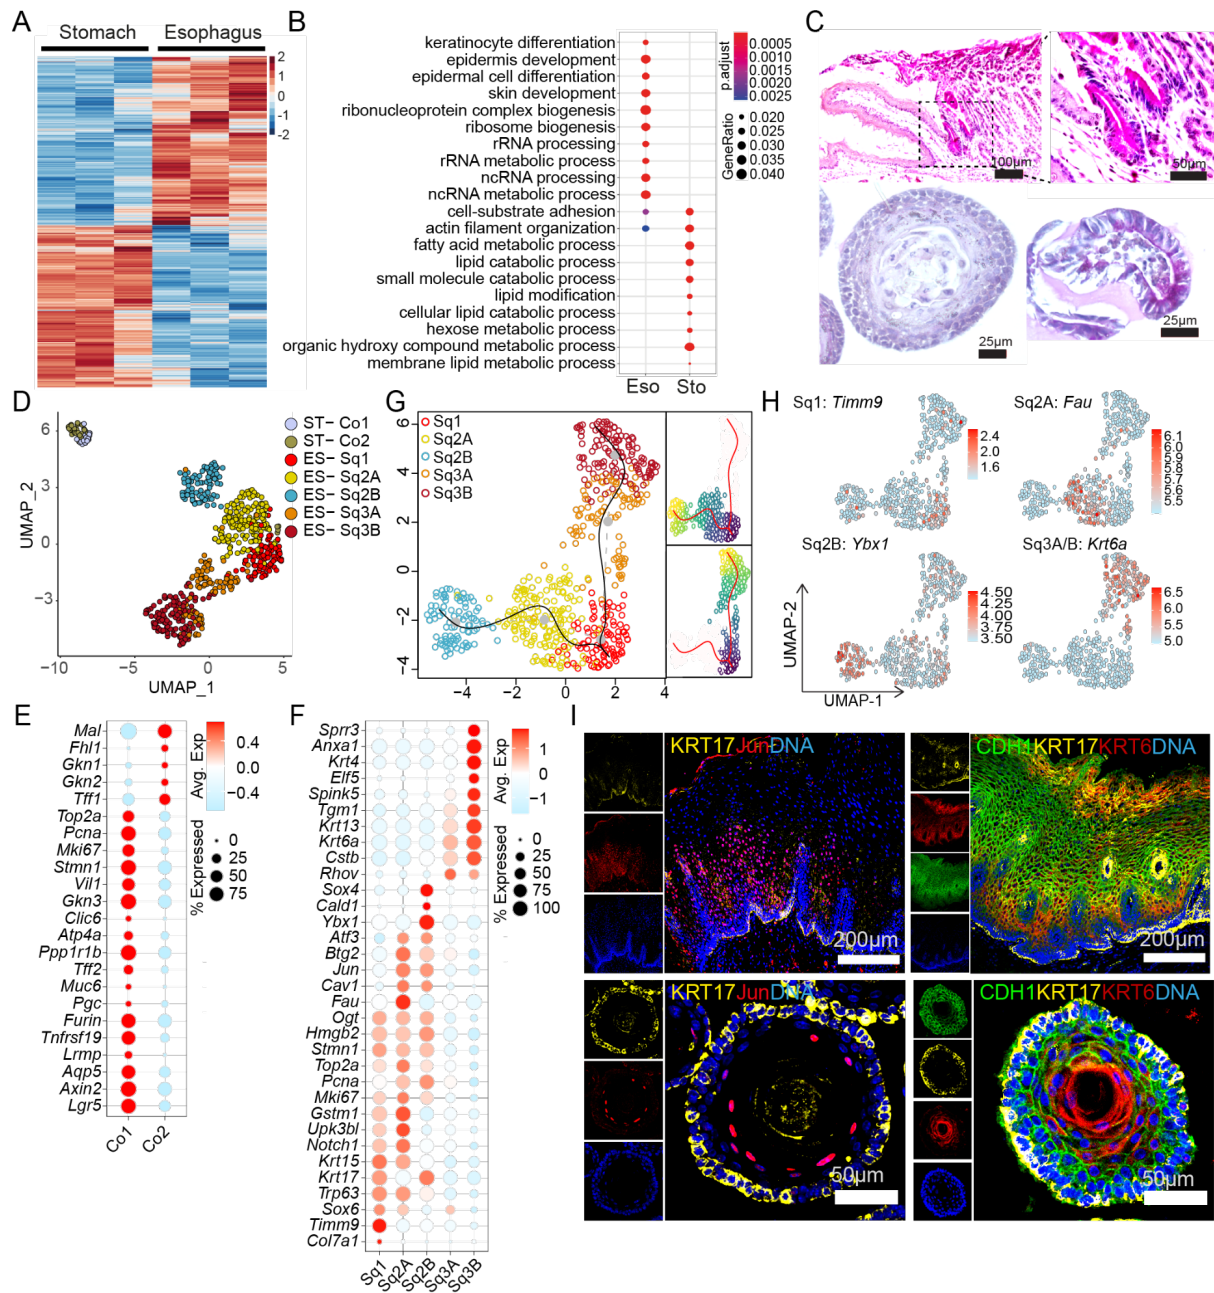 A
Stomach Esophagus
2
1
0
-1
-2
B
keratinocyte differentiation
epidermis development
epidermal cell differentiation
skin development
ribonucleoprotein complex biogenesis
ribosome biogenesis
rRNA processing
rRNA metabolic process
ncRNA processing
ncRNA metabolic process
cell-substrate adhesion
actin filament organization
fatty acid metabolic process
lipid catabolic process
small molecule catabolic process
lipid modification
cellular lipid catabolic process
hexose metabolic process
organic hydroxy compound metabolic process
membrane lipid metabolic process
Eso Sto
p.adjust
0.0005
0.0010
0.0015
0.0020
0.0025
GeneRatio
0.020
0.025
0.030
0.035
0.040
C
100µm
50µm
25µm
25µm
D
UMAP_2
6
3
0
−3
−10 −5 0 5
UMAP_1
ST− Co1
ST− Co2
ES− Sq1
ES− Sq2A
ES− Sq2B
ES− Sq3A
ES− Sq3B
G
Sq1
Sq2A
Sq2B
Sq3A
Sq3B
6
4
2
0
−2
−4
−4 −2 0 2 4
H
Sq1: Timm9
2.4
2.0
1.6
Sq2A: Fau
6.1
6.0
5.9
5.8
5.7
5.6
5.5
Sq2B: Ybx1
4.50
4.25
4.00
3.75
3.50
Sq3A/B: Krt6a
6.5
6.0
5.5
5.0
UMAP-2
UMAP-1
E
Mal
Fhl1
Gkn1
Gkn2
Tff1
Top2a
Pcna
Mki67
Stmn1
Vil1
Gkn3
Clic6
Atp4a
Ppp1r1b
Tff2
Muc6
Pgc
Furin
Tnfrsf19
Lrmp
Aqp5
Axin2
Lgr5
Co1 Co2
Avg. Exp
0.4
0.0
−0.4
% Expressed
0
25
50
75
F
Sprr3
Anxa1
Krt4
Elf5
Spink5
Tgm1
Krt13
Krt6a
Cstb
Rhov
Sox4
Cald1
Ybx1
Atf3
Btg2
Jun
Cav1
Fau
Ogt
Hmgb2
Stmn1
Top2a
Pcna
Mki67
Gstm1
Upk3bl
Notch1
Krt15
Krt17
Trp63
Sox6
Timm9
Col7a1
Sq1 Sq2A Sq2B Sq3A Sq3B
Avg. Exp
1
0
−1
% Expressed
0
25
50
75
100
I
KRT17JunDNA
200µm
CDH1KRT17KRT6DNA
200µm
KRT17JunDNA
50µm
CDH1KRT17KRT6DNA
50µm